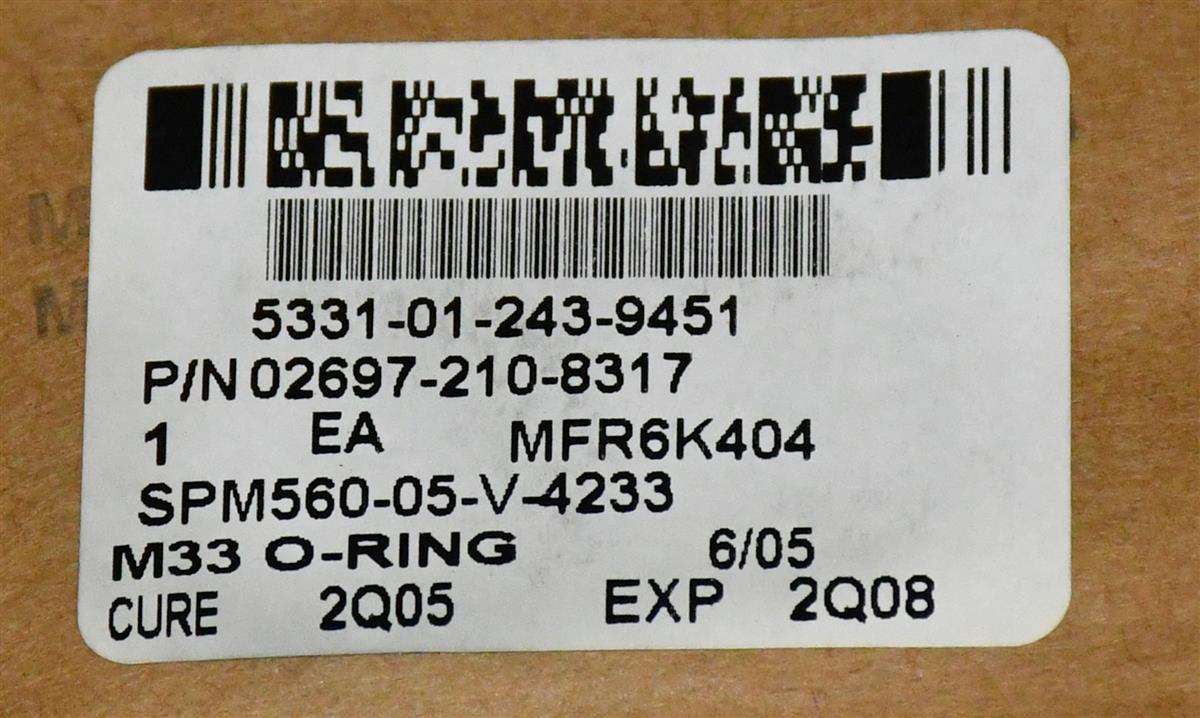 5331-01-243-9451
P/N 02697-210-8317
1 EA MFR6K404
SPM560-05-V-4233
M33 O-RING 6/05
CURE 2Q05 EXP 2Q08